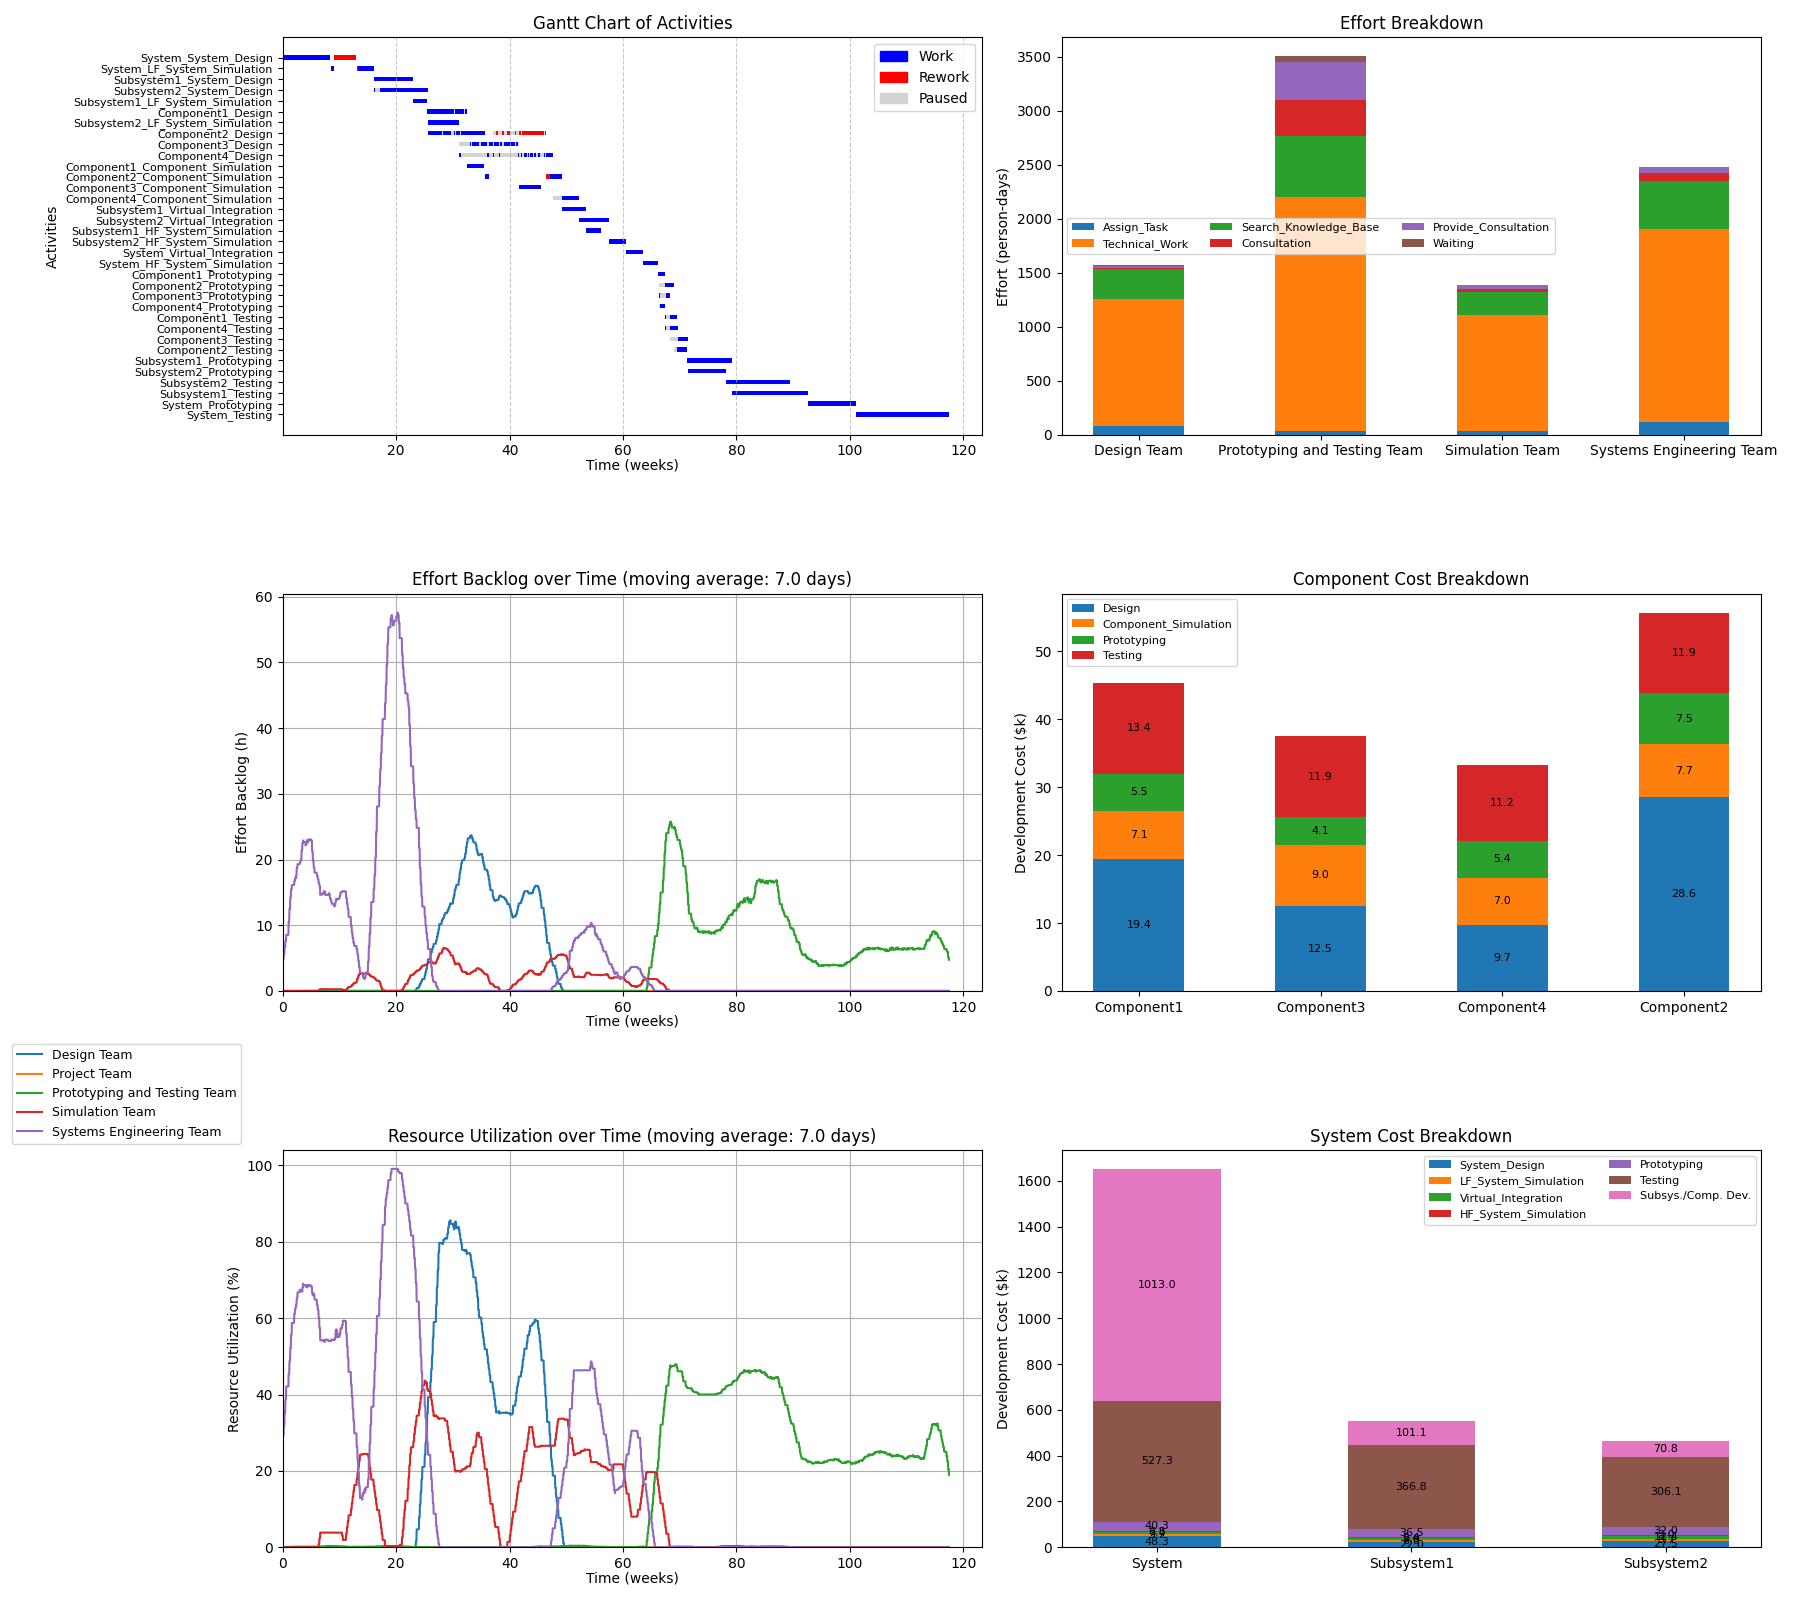 Gantt Chart of Activities
Activities
System_System_Design
System_LF_System_Simulation
Subsystem1_System_Design
Subsystem2_System_Design
Subsystem1_LF_System_Simulation
Component1_Design
Subsystem2_LF_System_Simulation
Component2_Design
Component3_Design
Component4_Design
Component1_Component_Simulation
Component2_Component_Simulation
Component3_Component_Simulation
Component4_Component_Simulation
Subsystem1_Virtual_Integration
Subsystem2_Virtual_Integration
Subsystem1_HF_System_Simulation
Subsystem2_HF_System_Simulation
System_Virtual_Integration
System_HF_System_Simulation
Component1_Prototyping
Component2_Prototyping
Component3_Prototyping
Component4_Prototyping
Component1_Testing
Component4_Testing
Component3_Testing
Component2_Testing
Subsystem1_Prototyping
Subsystem2_Prototyping
Subsystem2_Testing
Subsystem1_Testing
System_Prototyping
System_Testing
Work
Rework
Paused
20 40 60 80 100 120
Time (weeks)
Effort Breakdown
Effort (person-days)
3500
3000
2500
2000
1500
1000
500
0
Assign_Task Search_Knowledge_Base Provide_Consultation
Technical_Work Consultation Waiting
Design Team Prototyping and Testing Team Simulation Team Systems Engineering Team
Effort Backlog over Time (moving average: 7.0 days)
Effort Backlog (h)
60
50
40
30
20
10
0
0 20 40 60 80 100 120
Time (weeks)
Component Cost Breakdown
Development Cost ($k)
50
40
30
20
10
0
Design
Component_Simulation
Prototyping
Testing
13.4
5.5
7.1
19.4
11.9
4.1
9.0
12.5
11.2
5.4
7.0
9.7
11.9
7.5
7.7
28.6
Component1 Component3 Component4 Component2
Design Team
Project Team
Prototyping and Testing Team
Simulation Team
Systems Engineering Team
Resource Utilization over Time (moving average: 7.0 days)
Resource Utilization (%)
100
80
60
40
20
0
0 20 40 60 80 100 120
Time (weeks)
System Cost Breakdown
Development Cost ($k)
1600
1400
1200
1000
800
600
400
200
0
System_Design
LF_System_Simulation
Virtual_Integration
HF_System_Simulation
Prototyping
Testing
Subsys./Comp. Dev.
1013.0
527.3
40.3
48.3
101.1
366.8
36.5
22.0
70.8
306.1
32.0
27.5
System Subsystem1 Subsystem2